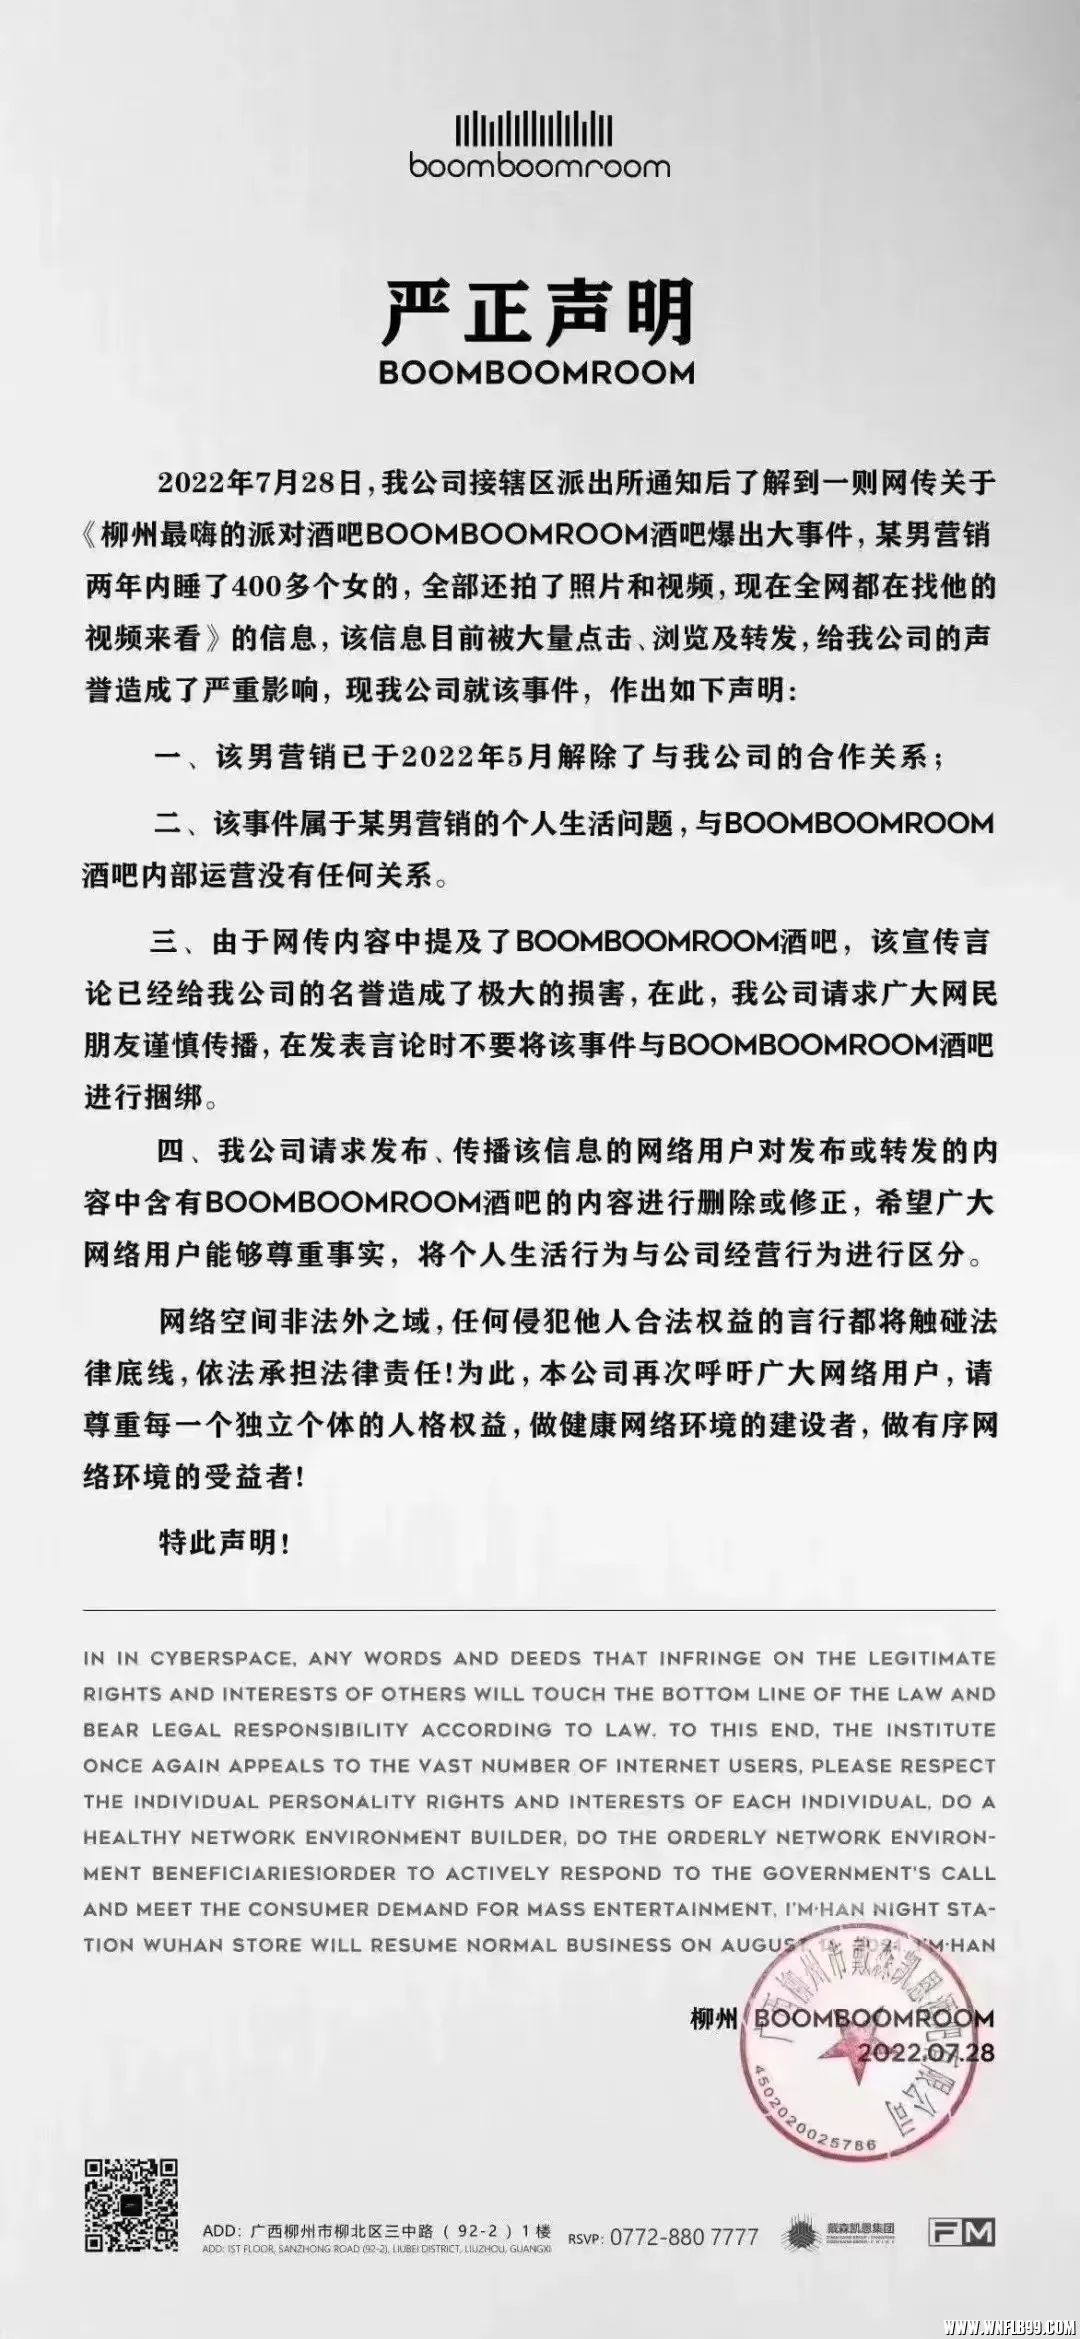 boomboomroom
严正声明
BOOMBOOMROOM
2022年7月28日,我公司接辖区派出所通知后了解到一则网传关于
《柳州最嗨的派对酒吧BOOMBOOMROOM酒吧爆出大事件,某男营销
两年内睡了400多个女的,全部还拍了照片和视频,现在全网都在找他的
视频来看》的信息,该信息目前被大量点击、浏览及转发,给我公司的声
誉造成了严重影响,现我公司就该事件,作出如下声明:
一、该男营销已于2022年5月解除了与我公司的合作关系;
二、该事件属于某男营销的个人生活问题,与BOOMBOOMROOM
酒吧内部运营没有任何关系。
三、由于网传内容中提及了BOOMBOOMROOM酒吧,该宣传言
论已经给我公司的名誉造成了极大的损害,在此,我公司请求广大网民
朋友谨慎传播,在发表言论时不要将该事件与BOOMBOOMROOM酒吧
进行捆绑。
四、我公司请求发布、传播该信息的网络用户对发布或转发的内
容中含有BOOMBOOMROOM酒吧的内容进行删除或修正,希望广大
网络用户能够尊重事实,将个人生活行为与公司经营行为进行区分。
网络空间非法外之域,任何侵犯他人合法权益的言行都将触碰法
律底线,依法承担法律责任!为此,本公司再次呼吁广大网络用户,请
尊重每一个独立个体的人格权益,做健康网络环境的建设者,做有序网
络环境的受益者!
特此声明!
IN IN CYBERSPACE, ANY WORDS AND DEEDS THAT INFRINGE ON THE LEGITIMATE
RIGHTS AND INTERESTS OF OTHERS WILL TOUCH THE BOTTOM LINE OF THE LAW AND
BEAR LEGAL RESPONSIBILITY ACCORDING TO LAW. TO THIS END, THE INSTITUTE
ONCE AGAIN APPEALS TO THE VAST NUMBER OF INTERNET USERS, PLEASE RESPECT
THE INDIVIDUAL PERSONALITY RIGHTS AND INTERESTS OF EACH INDIVIDUAL, DO A
HEALTHY NETWORK ENVIRONMENT BUILDER, DO THE ORDERLY NETWORK ENVIRON-
MENT BENEFICIARIES!ORDER TO ACTIVELY RESPOND TO THE GOVERNMENT'S CALL
AND MEET THE CONSUMER DEMAND FOR MASS ENTERTAINMENT, I'M·HAN NIGHT STA-
TION WUHAN STORE WILL RESUME NORMAL BUSINESS ON AUGUST I'M·HAN
广西柳州市戴森凯恩酒吧有限公司
4502020025786
柳州 BOOMBOOMROOM
2022.07.28
ADD: 广西柳州市柳北区三中路(92-2)1楼
ADD: 1ST FLOOR, SANZHONG ROAD (92-2), LIUBEI DISTRICT, LIUZHOU, GUANGXI
RSVP: 0772-880 7777
戴森凯恩集团
FM
WWW.WNFLB99.COM